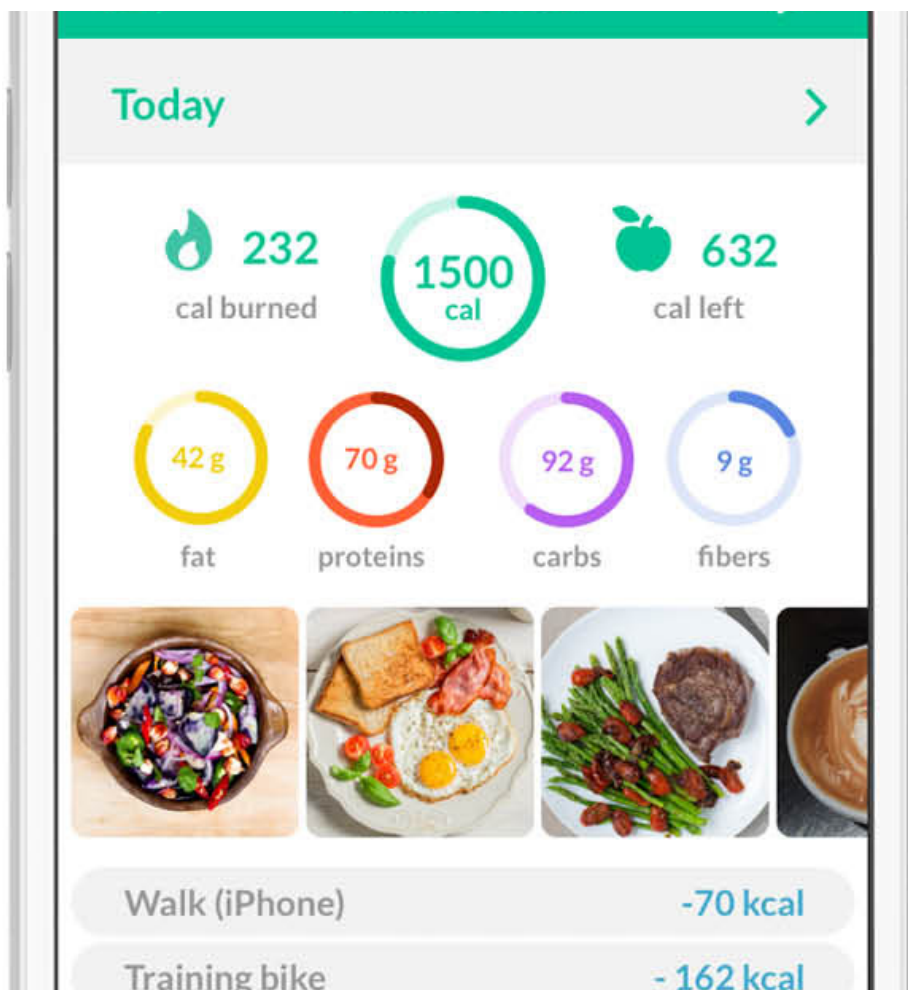 Today
232
cal burned
1500
cal
632
cal left
42 g
fat
70 g
proteins
92 g
carbs
9 g
fibers
Walk (iPhone)
-70 kcal
Training bike
- 162 kcal